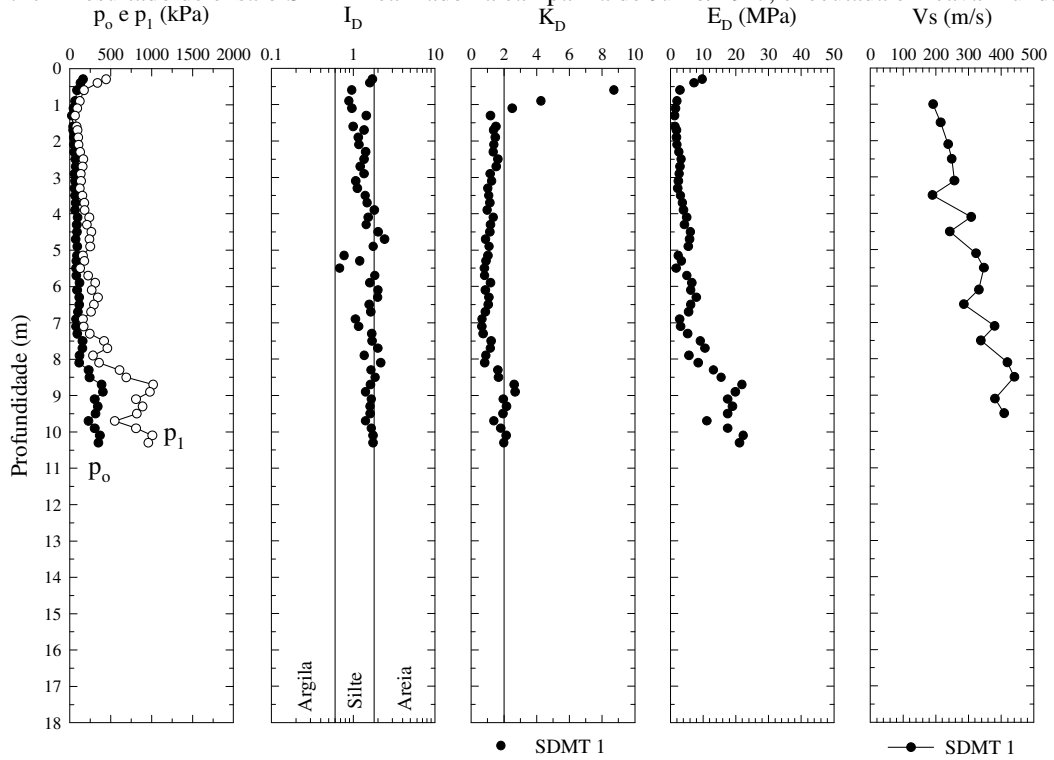 p₀ e p₁ (kPa)
I_D
K_D
E_D (MPa)
Vs (m/s)
0 500 1000 1500 2000
0.1 1 10
0 2 4 6 8 10
0 10 20 30 40 50
0 100 200 300 400 500
Profundidade (m)
0
1
2
3
4
5
6
7
8
9
10
11
12
13
14
15
16
17
18
p₁
p₀
Argila
Silte
Areia
SDMT 1
SDMT 1